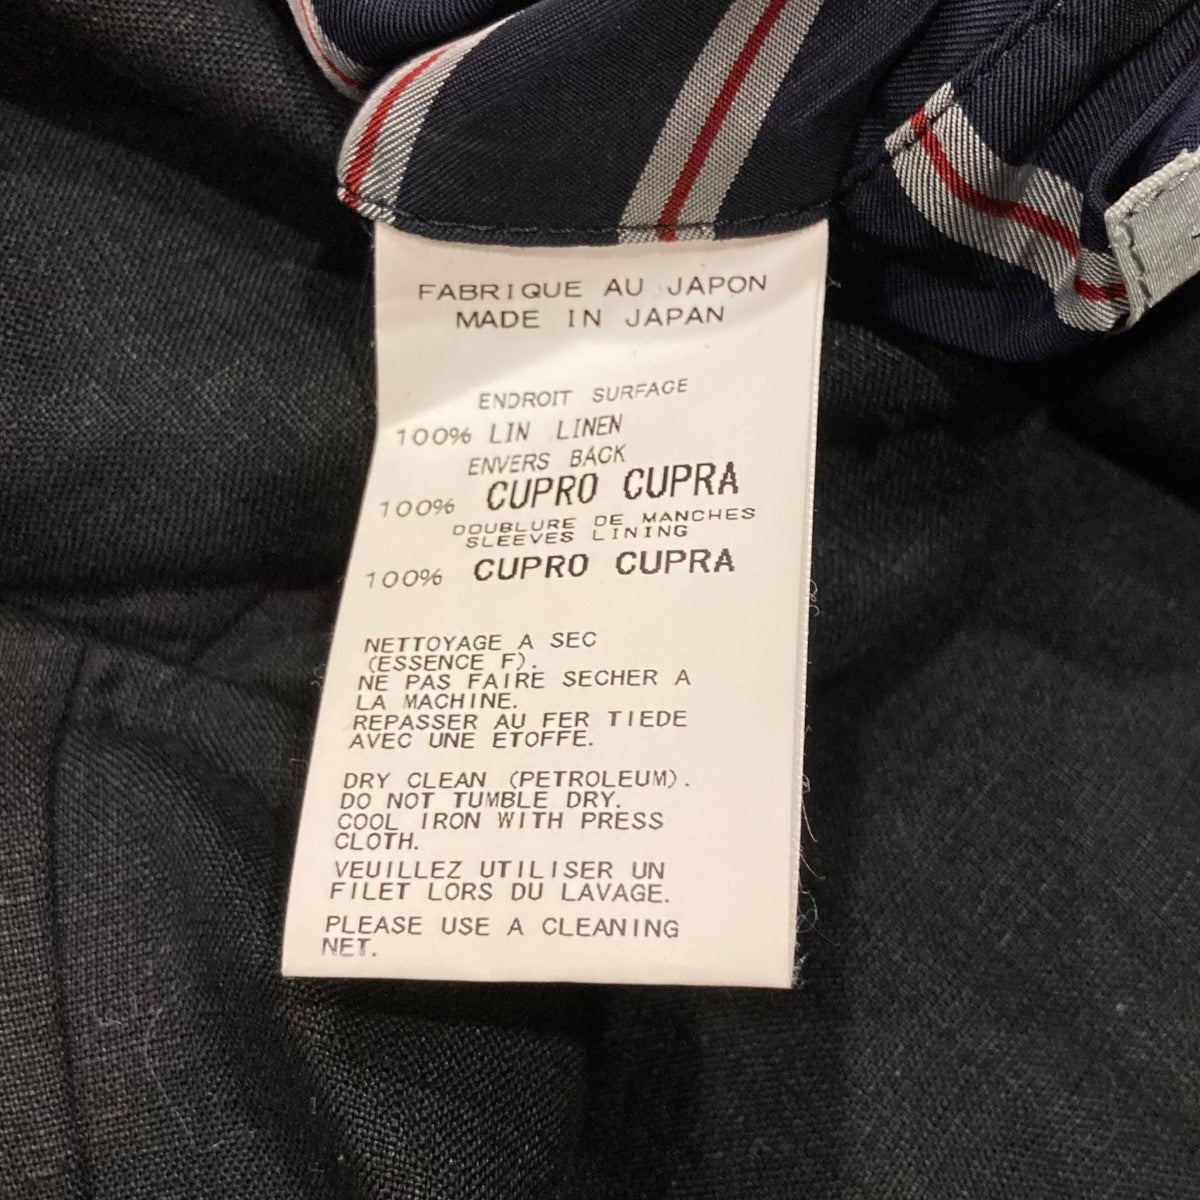 FABRIQUE AU JAPON
MADE IN JAPAN
ENDROIT SURFACE
100% LIN LINEN
ENVERS BACK
100% CUPRO CUPRA
DOUBLURE DE MANCHES
SLEEVES LINING
100% CUPRO CUPRA
NETTOYAGE A SEC
(ESSENCE F).
NE PAS FAIRE SECHER A
LA MACHINE.
REPASSER AU FER TIEDE
AVEC UNE ETOFFE.
DRY CLEAN (PETROLEUM).
DO NOT TUMBLE DRY.
COOL IRON WITH PRESS
CLOTH.
VEUILLEZ UTILISER UN
FILET LORS DU LAVAGE.
PLEASE USE A CLEANING
NET.